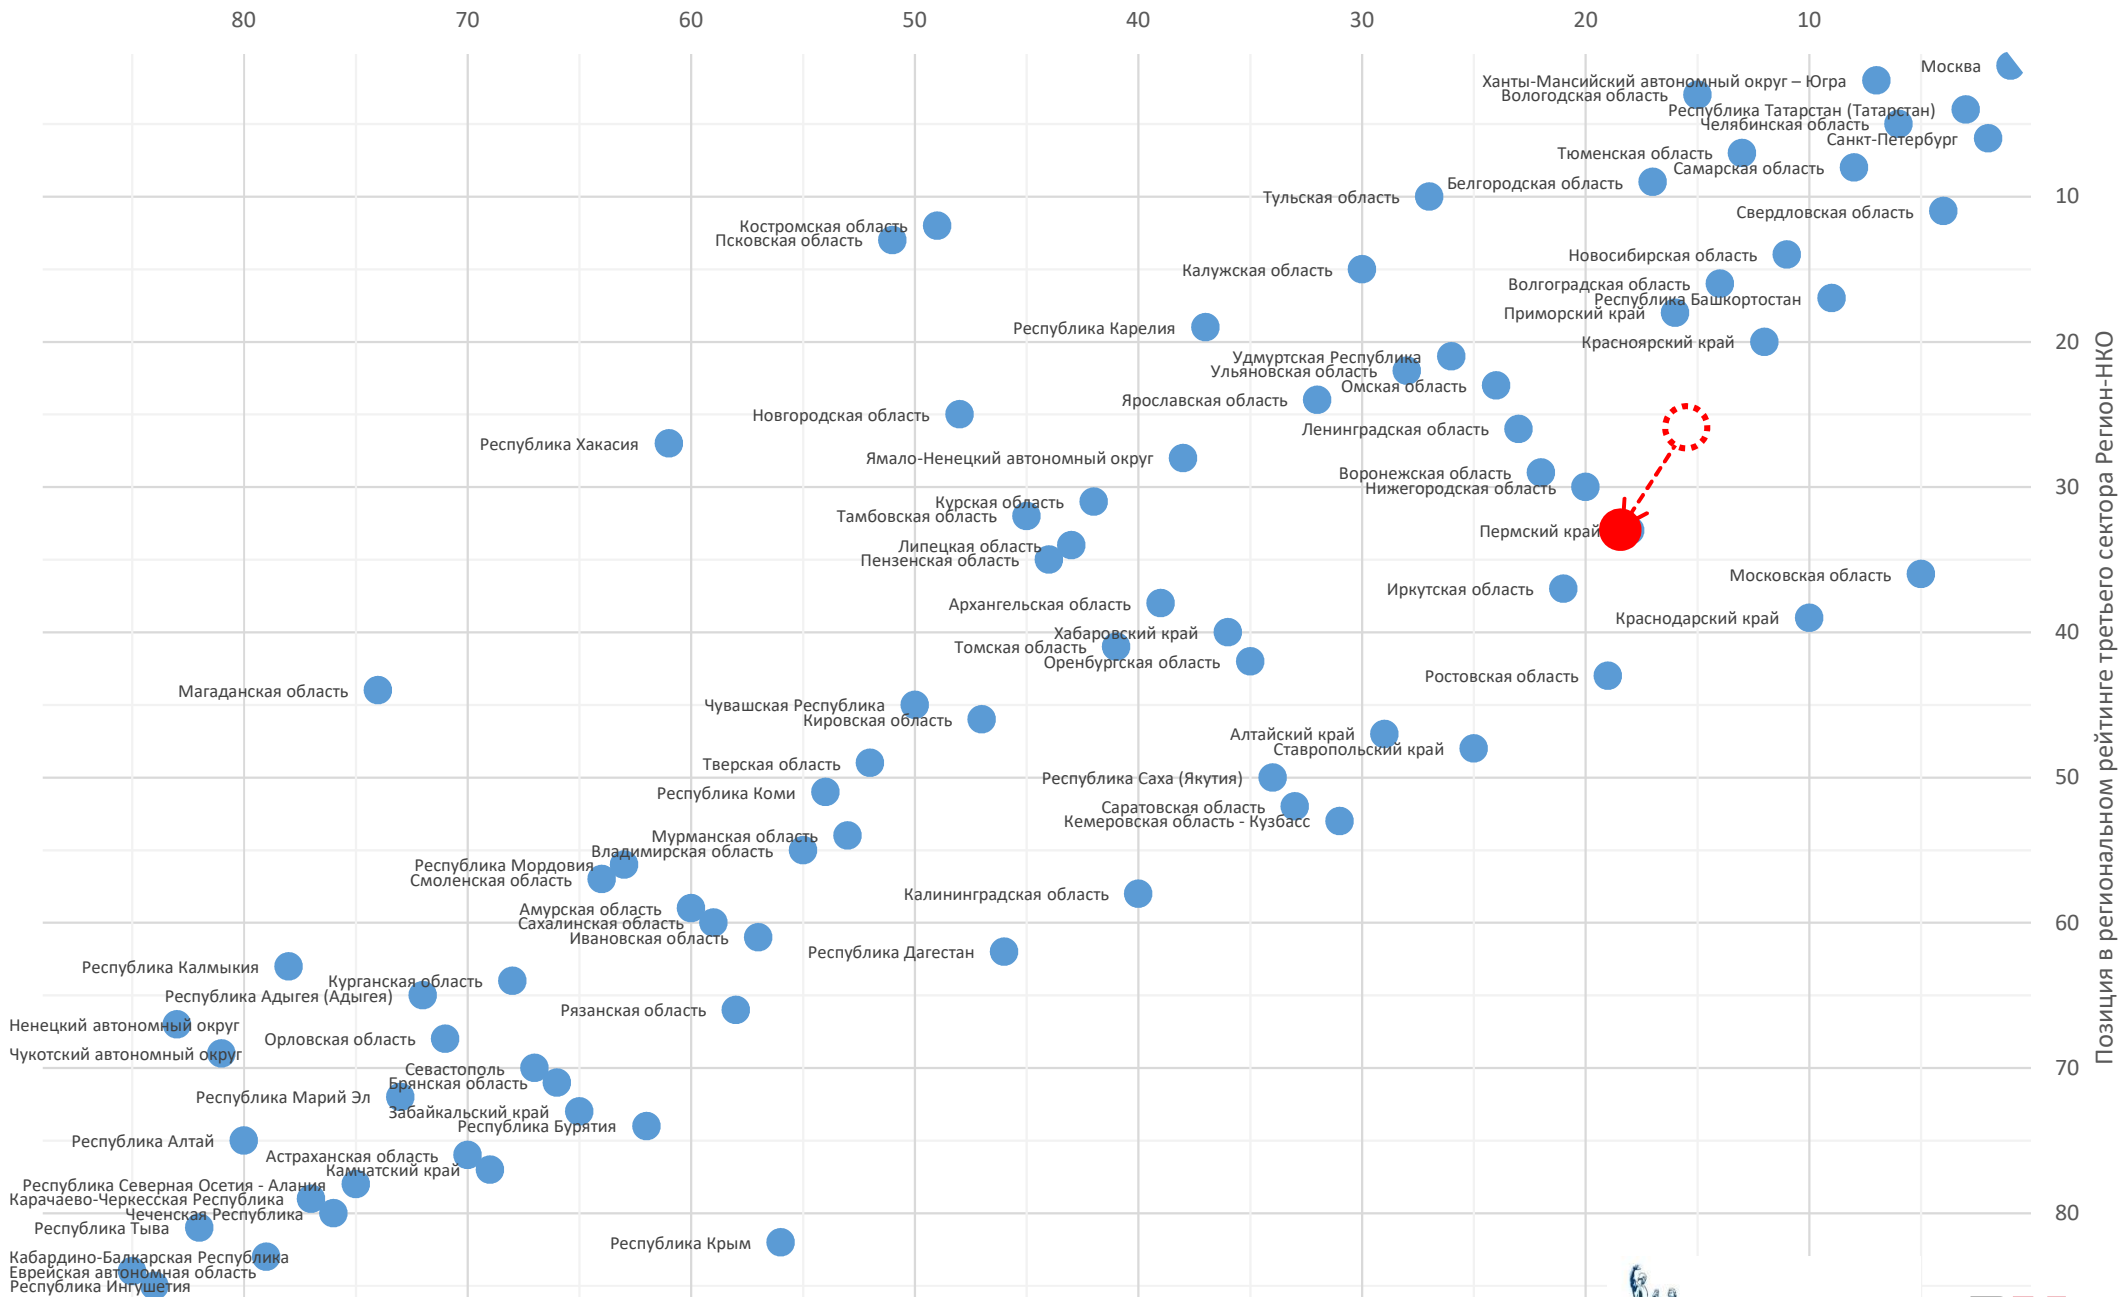 80 70 60 50 40 30 20 10
Москва
Ханты-Мансийский автономный округ – Югра
Вологодская область
Республика Татарстан (Татарстан)
Челябинская область
Санкт-Петербург
Тюменская область
Самарская область
Белгородская область
Тульская область
10
Свердловская область
Костромская область
Псковская область
Новосибирская область
Калужская область
Волгоградская область
Республика Башкортостан
Приморский край
Республика Карелия
Красноярский край
20
Удмуртская Республика
Ульяновская область
Омская область
Ярославская область
Новгородская область
Ленинградская область
Республика Хакасия
Ямало-Ненецкий автономный округ
Воронежская область
Нижегородская область
30
Курская область
Тамбовская область
Пермский край
Липецкая область
Пензенская область
Московская область
Иркутская область
Архангельская область
Краснодарский край
Хабаровский край
40
Томская область
Оренбургская область
Ростовская область
Магаданская область
Чувашская Республика
Кировская область
Алтайский край
Ставропольский край
Тверская область
Республика Саха (Якутия)
50
Республика Коми
Саратовская область
Кемеровская область - Кузбасс
Мурманская область
Владимирская область
Республика Мордовия
Смоленская область
Калининградская область
Амурская область
Сахалинская область
60
Ивановская область
Республика Дагестан
Республика Калмыкия
Курганская область
Республика Адыгея (Адыгея)
Рязанская область
Ненецкий автономный округ
Орловская область
Чукотский автономный округ
Севастополь
70
Брянская область
Республика Марий Эл
Забайкальский край
Республика Бурятия
Республика Алтай
Астраханская область
Камчатский край
Республика Северная Осетия - Алания
Карачаево-Черкесская Республика
Чеченская Республика
80
Республика Тыва
Республика Крым
Кабардино-Балкарская Республика
Еврейская автономная область
Республика Ингушетия
Позиция в региональном рейтинге третьего сектора Регион-НКО